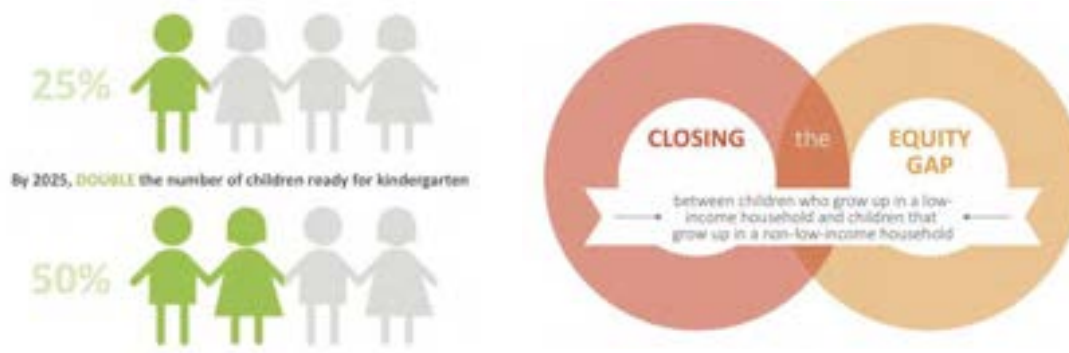 25%
By 2025, DOUBLE the number of children ready for kindergarten
50%
CLOSING the EQUITY
GAP
between children who grow up in a low-
income household and children that
grow up in a non-low-income household